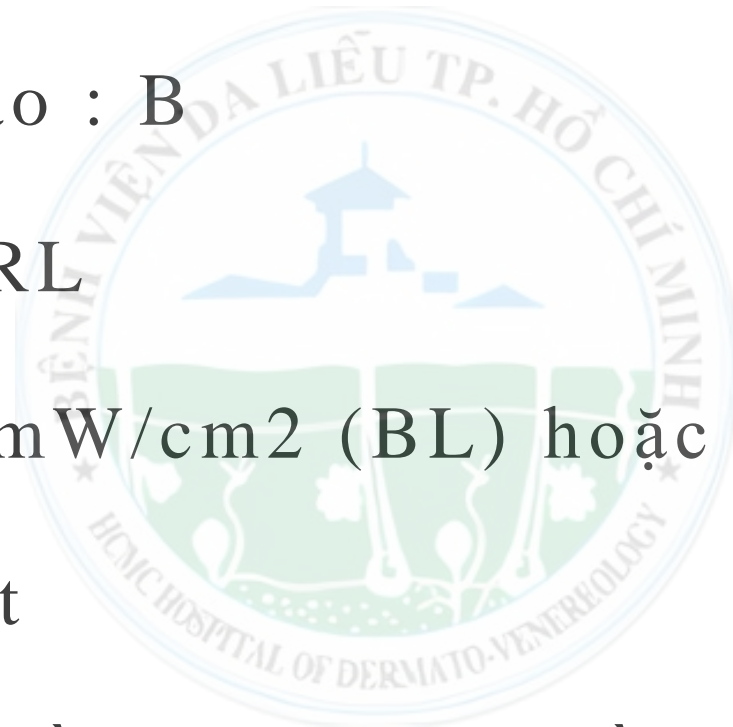 BỆNH VIỆN DA LIỄU TP. HỒ CHÍ MINH
o : B
RL
mW/cm2 (BL) hoặc
t
HCMC HOSPITAL OF DERMATO-VENEREOLOGY